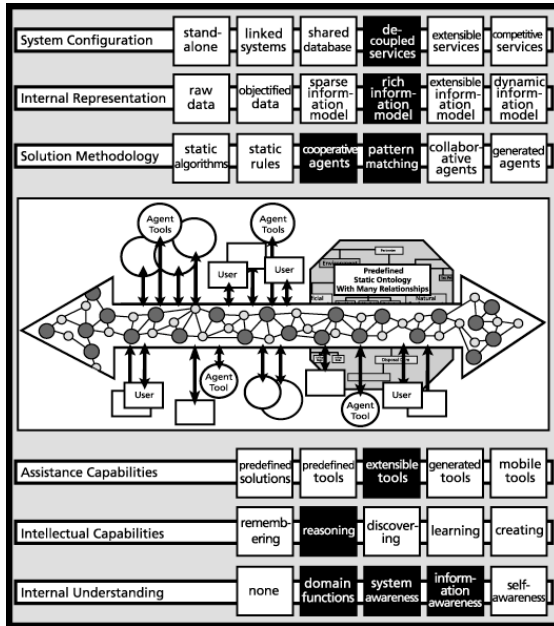 System Configuration
stand-
alone
linked
systems
shared
database
de-
coupled
services
extensible
services
competitive
services
Internal Representation
raw
data
objectified
data
sparse
inform-
ation
model
rich
inform-
ation
model
extensible
inform-
ation
model
dynamic
inform-
ation
model
Solution Methodology
static
algorithms
static
rules
cooperative
agents
pattern
matching
collabor-
ative
agents
generated
agents
Agent
Tools
Agent
Tools
User
User
Predefined
Static Ontology
With Many Relationships
Natural
User
Agent
Tool
Agent
Tool
User
Assistance Capabilities
predefined
solutions
predefined
tools
extensible
tools
generated
tools
mobile
tools
Intellectual Capabilities
rememb-
ering
reasoning
discover-
ing
learning
creating
Internal Understanding
none
domain
functions
system
awareness
inform-
ation
awareness
self-
awareness